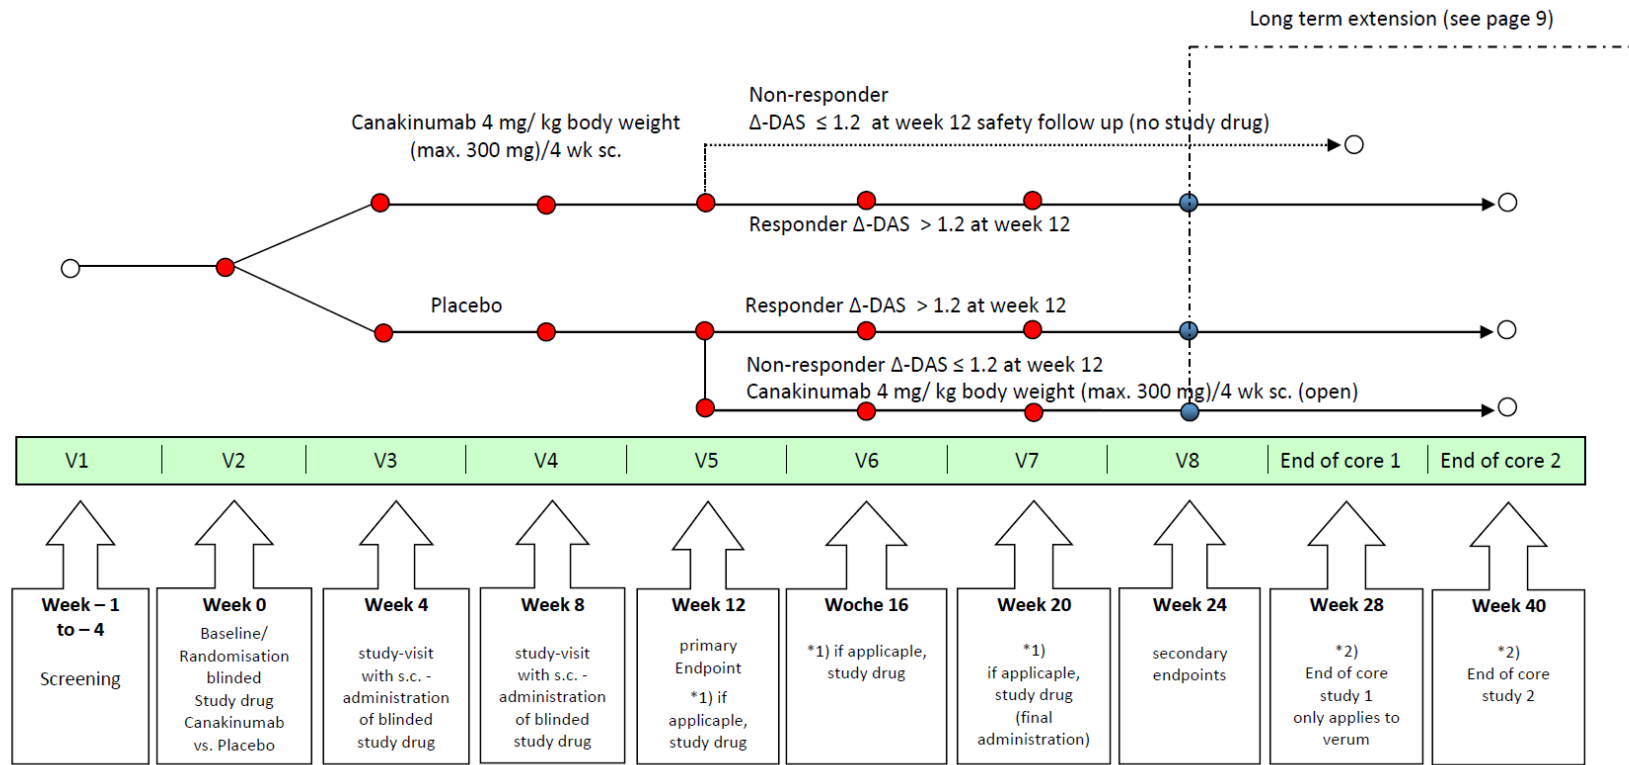 Long term extension (see page 9)
Non-responder
Δ-DAS ≤ 1.2 at week 12 safety follow up (no study drug)
Canakinumab 4 mg/ kg body weight
(max. 300 mg)/4 wk sc.
Responder Δ-DAS > 1.2 at week 12
Placebo
Responder Δ-DAS > 1.2 at week 12
Non-responder Δ-DAS ≤ 1.2 at week 12
Canakinumab 4 mg/ kg body weight (max. 300 mg)/4 wk sc. (open)
V1 V2 V3 V4 V5 V6 V7 V8 End of core 1 End of core 2
Week – 1
to – 4
Screening
Week 0
Baseline/
Randomisation
blinded
Study drug
Canakinumab
vs. Placebo
Week 4
study-visit
with s.c. -
administration
of blinded
study drug
Week 8
study-visit
with s.c. -
administration
of blinded
study drug
Week 12
primary
Endpoint
*1) if
applicaple,
study drug
Woche 16
*1) if applicaple,
study drug
Week 20
*1)
if applicaple,
study drug
(final
administration)
Week 24
secondary
endpoints
Week 28
*2)
End of core
study 1
only applies to
verum
Week 40
*2)
End of core
study 2